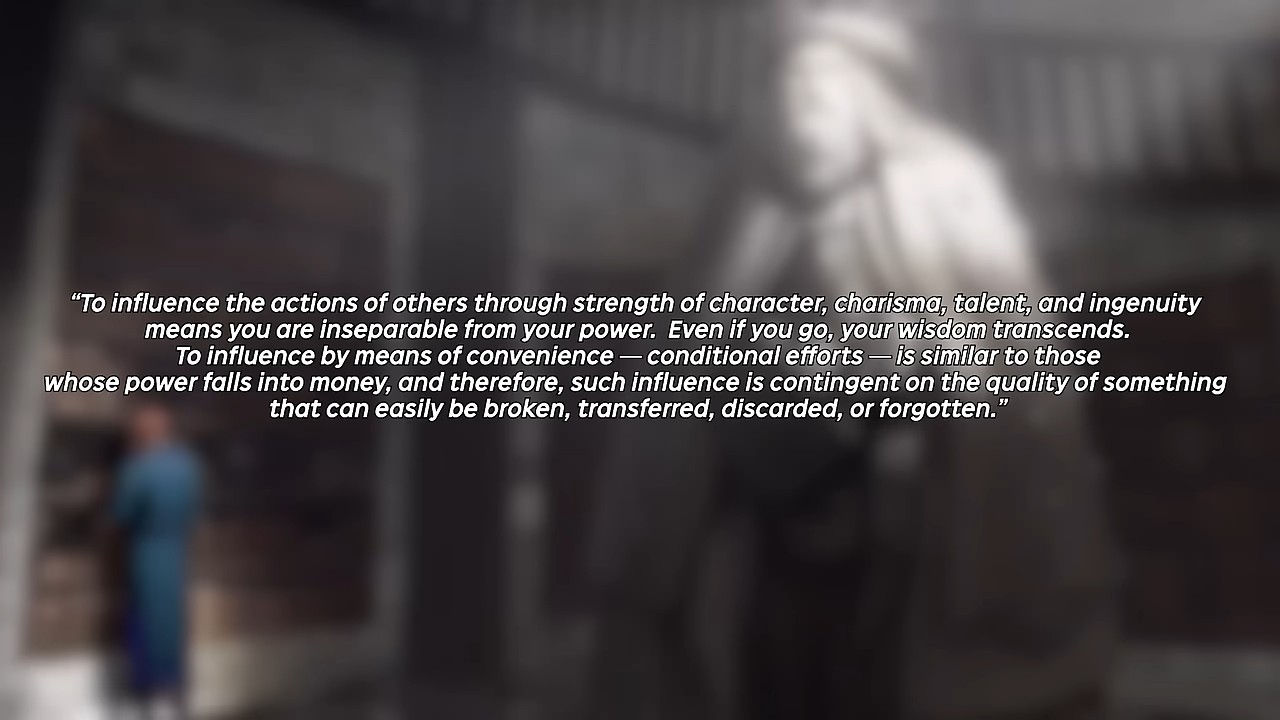 “To influence the actions of others through strength of character, charisma, talent, and ingenuity
means you are inseparable from your power.  Even if you go, your wisdom transcends.
To influence by means of convenience — conditional efforts — is similar to those
whose power falls into money, and therefore, such influence is contingent on the quality of something
that can easily be broken, transferred, discarded, or forgotten.”